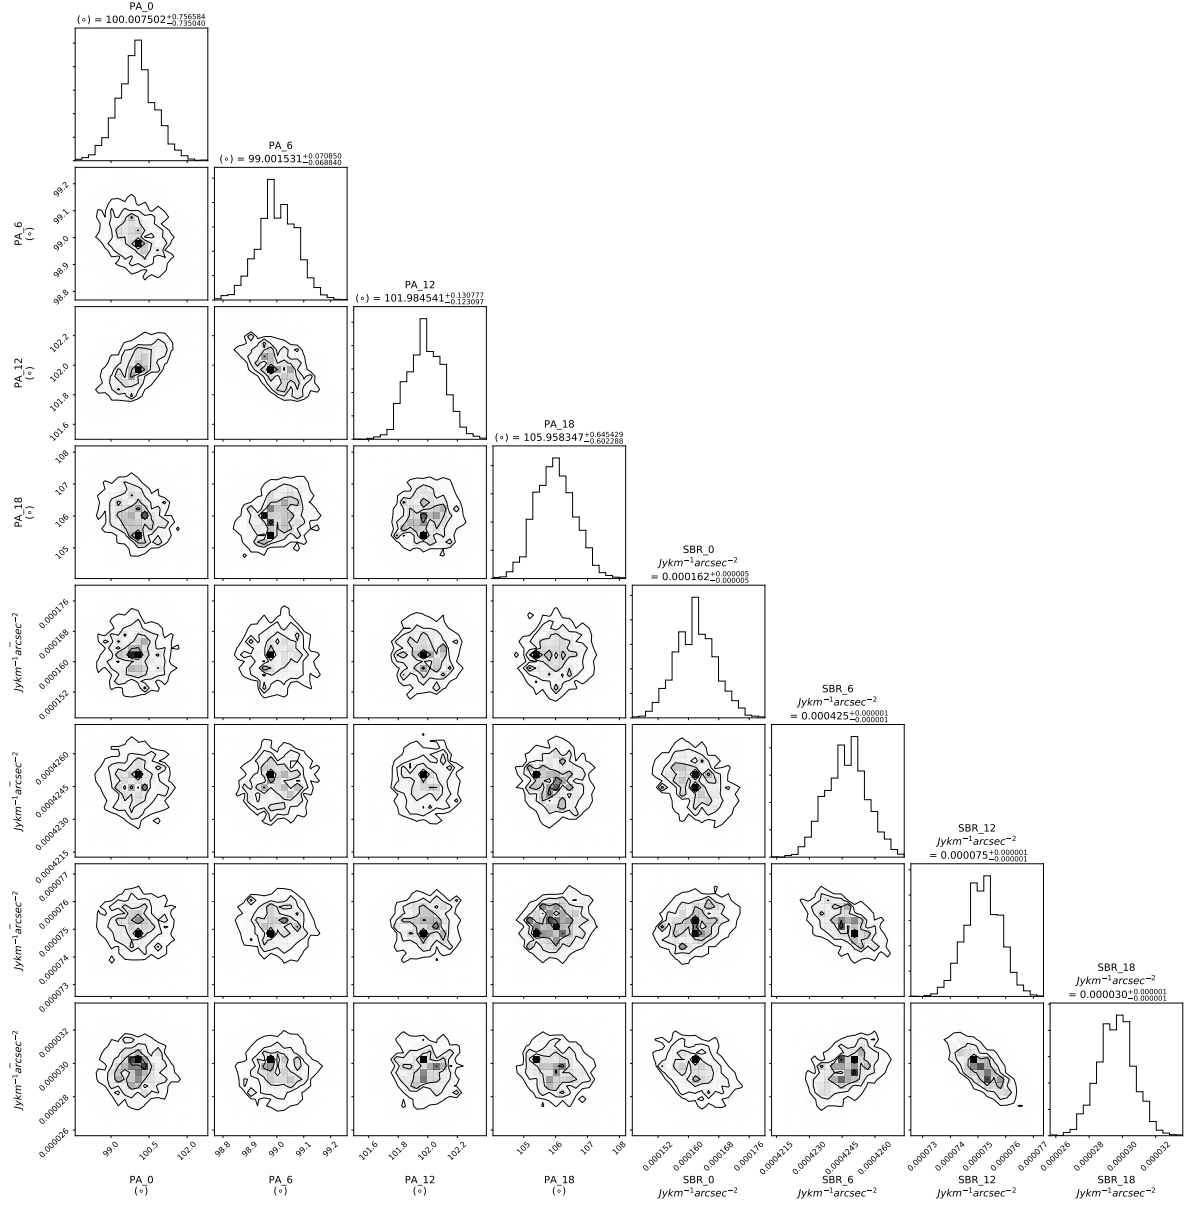 PA_0
(∘) = 100.007502+0.756584−0.735040
PA_6
(∘) = 99.001531+0.070850−0.068840
PA_12
(∘) = 101.984541+0.130777−0.123097
PA_18
(∘) = 105.958347+0.645429−0.602288
SBR_0
Jykm−1arcsec−2
= 0.000162+0.000005−0.000005
SBR_6
Jykm−1arcsec−2
= 0.000425+0.000001−0.000001
SBR_12
Jykm−1arcsec−2
= 0.000075+0.000001−0.000001
SBR_18
Jykm−1arcsec−2
= 0.000030+0.000001−0.000001
PA_6
(∘)
99.2
99.1
99.0
98.9
98.8
PA_12
(∘)
102.2
102.0
101.8
101.6
PA_18
(∘)
108
107
106
105
Jykm−1arcsec−2
0.000176
0.000168
0.000160
0.000152
Jykm−1arcsec−2
0.0004260
0.0004245
0.0004230
0.0004215
Jykm−1arcsec−2
0.000077
0.000076
0.000075
0.000074
0.000073
Jykm−1arcsec−2
0.000032
0.000030
0.000028
0.000026
99.0 100.5 102.0
98.8 98.9 99.0 99.1 99.2
101.6 101.8 102.0 102.2
105 106 107 108
0.000152 0.000160 0.000168 0.000176
0.0004215 0.0004230 0.0004245 0.0004260
0.000073 0.000074 0.000075 0.000076 0.000077
0.000026 0.000028 0.000030 0.000032
PA_0
(∘)
PA_6
(∘)
PA_12
(∘)
PA_18
(∘)
SBR_0
Jykm−1arcsec−2
SBR_6
Jykm−1arcsec−2
SBR_12
Jykm−1arcsec−2
SBR_18
Jykm−1arcsec−2